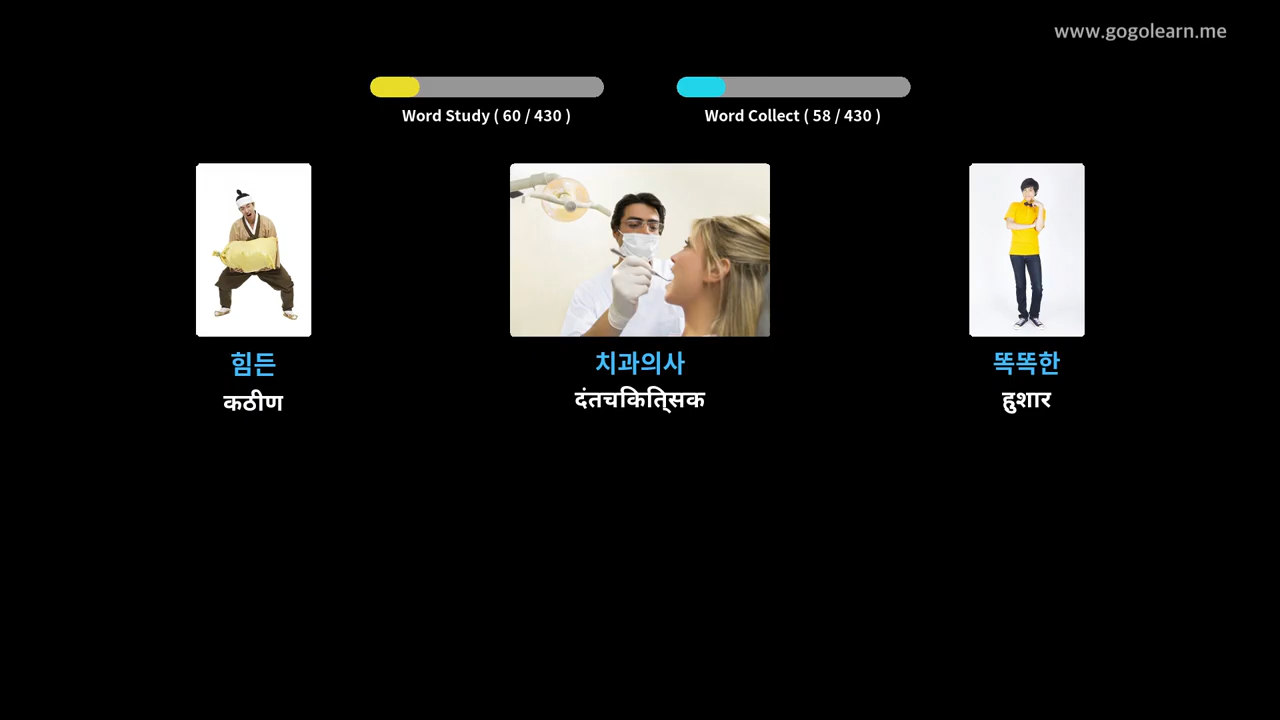 www.gogolearn.me
Word Study ( 60 / 430 )
Word Collect ( 58 / 430 )
힘든
치과의사
똑똑한
कठीण
दंतचकिति्सक
हुशार